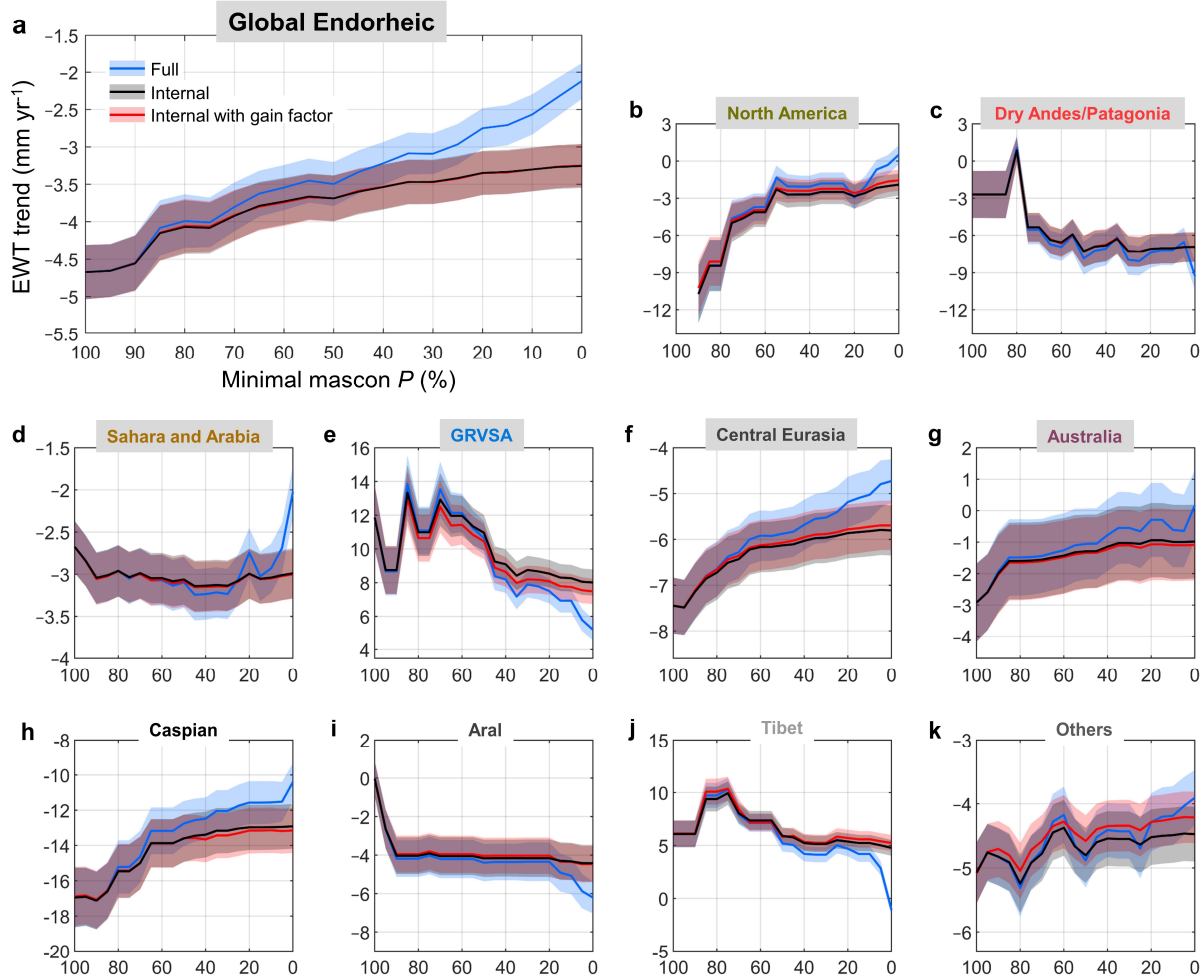 a
Global Endorheic
Full
Internal
Internal with gain factor
EWT trend (mm yr⁻¹)
−1.5
−2
−2.5
−3
−3.5
−4
−4.5
−5
−5.5
100 90 80 70 60 50 40 30 20 10 0
Minimal mascon P (%)
b
North America
3
0
−3
−6
−9
−12
100 80 60 40 20 0
c
Dry Andes/Patagonia
3
0
−3
−6
−9
−12
100 80 60 40 20 0
d
Sahara and Arabia
−1.5
−2
−2.5
−3
−3.5
−4
100 80 60 40 20 0
e
GRVSA
16
14
12
10
8
6
4
100 80 60 40 20 0
f
Central Eurasia
−4
−5
−6
−7
−8
100 80 60 40 20 0
g
Australia
2
1
0
−1
−2
−3
−4
100 80 60 40 20 0
h
Caspian
-8
-10
-12
-14
-16
-18
-20
100 80 60 40 20 0
i
Aral
2
0
−2
−4
−6
−8
100 80 60 40 20 0
j
Tibet
15
10
5
0
−5
100 80 60 40 20 0
k
Others
−3
−4
−5
−6
100 80 60 40 20 0